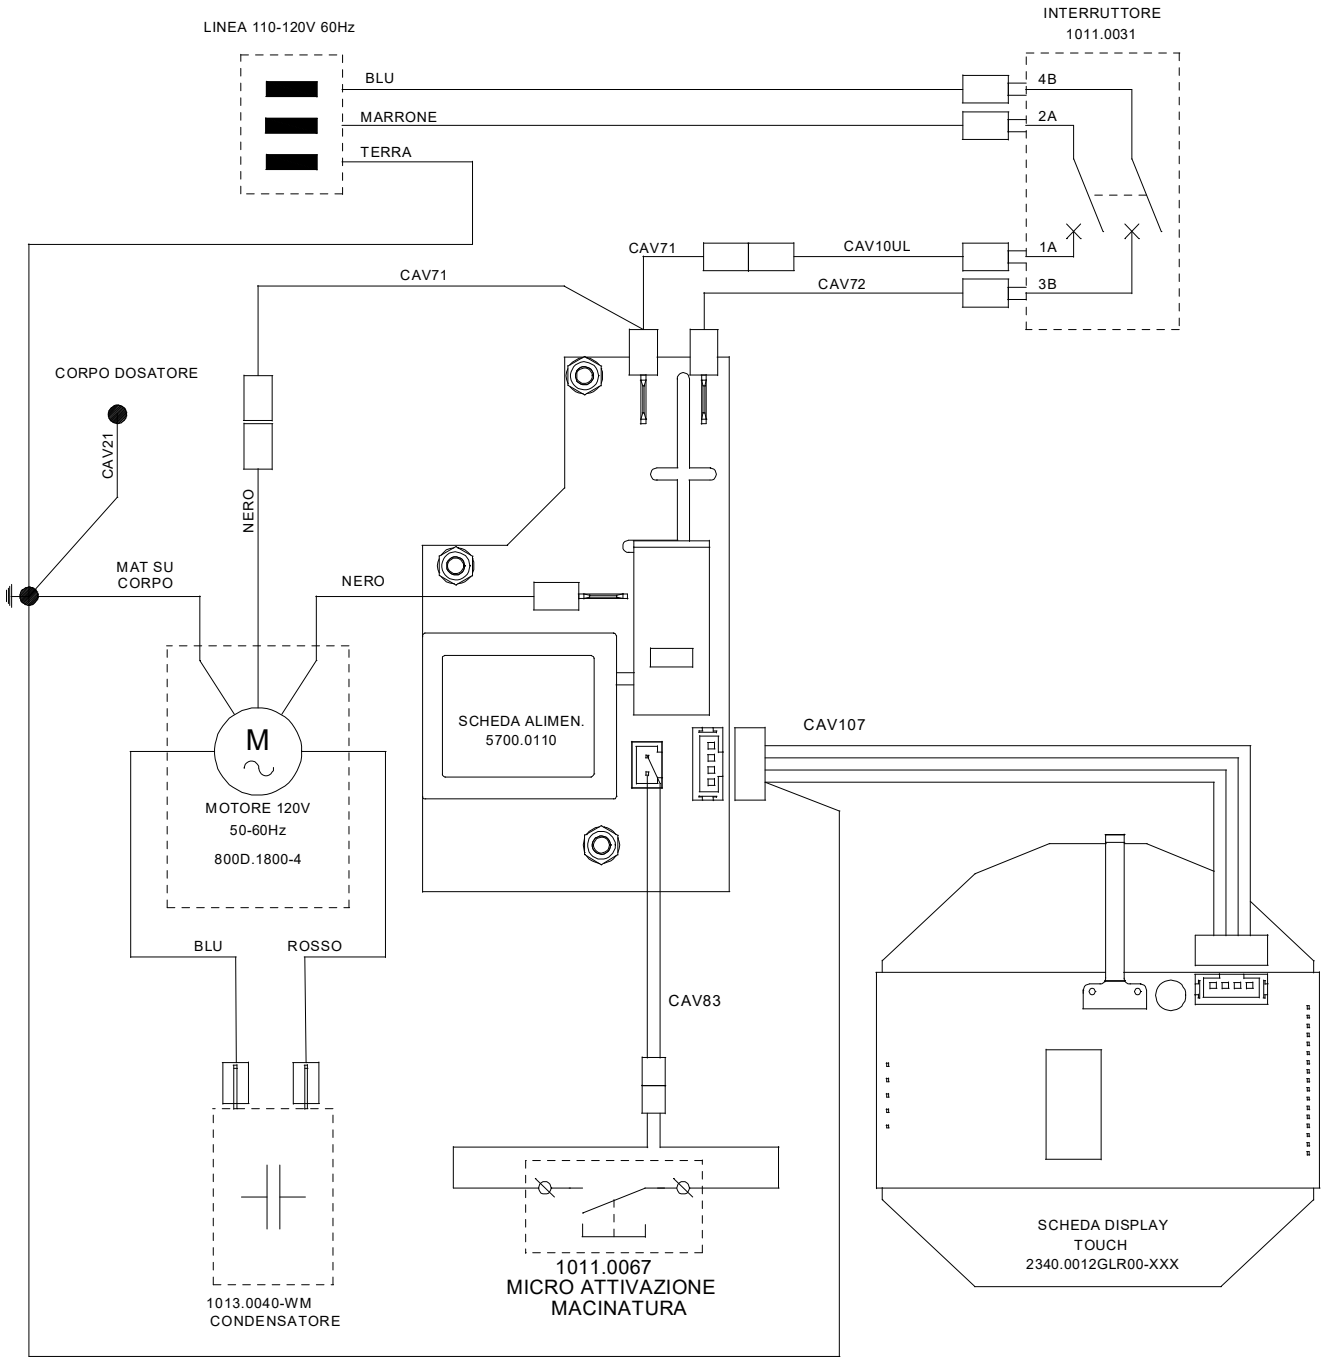 LINEA 110-120V 60Hz
INTERRUTTORE
1011.0031
BLU
4B
MARRONE
2A
TERRA
CAV71
CAV10UL
1A
CAV71
CAV72
3B
CORPO DOSATORE
CAV21
NERO
MAT SU
CORPO
NERO
SCHEDA ALIMEN.
5700.0110
CAV107
M
MOTORE 120V
50-60Hz
800D.1800-4
BLU
ROSSO
CAV83
SCHEDA DISPLAY
TOUCH
2340.0012GLR00-XXX
1011.0067
MICRO ATTIVAZIONE
MACINATURA
1013.0040-WM
CONDENSATORE